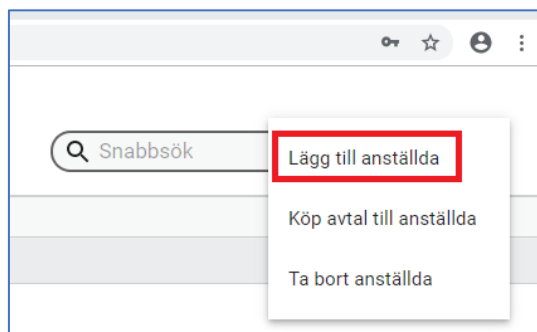 Snabbsök
Lägg till anställda
Köp avtal till anställda
Ta bort anställda